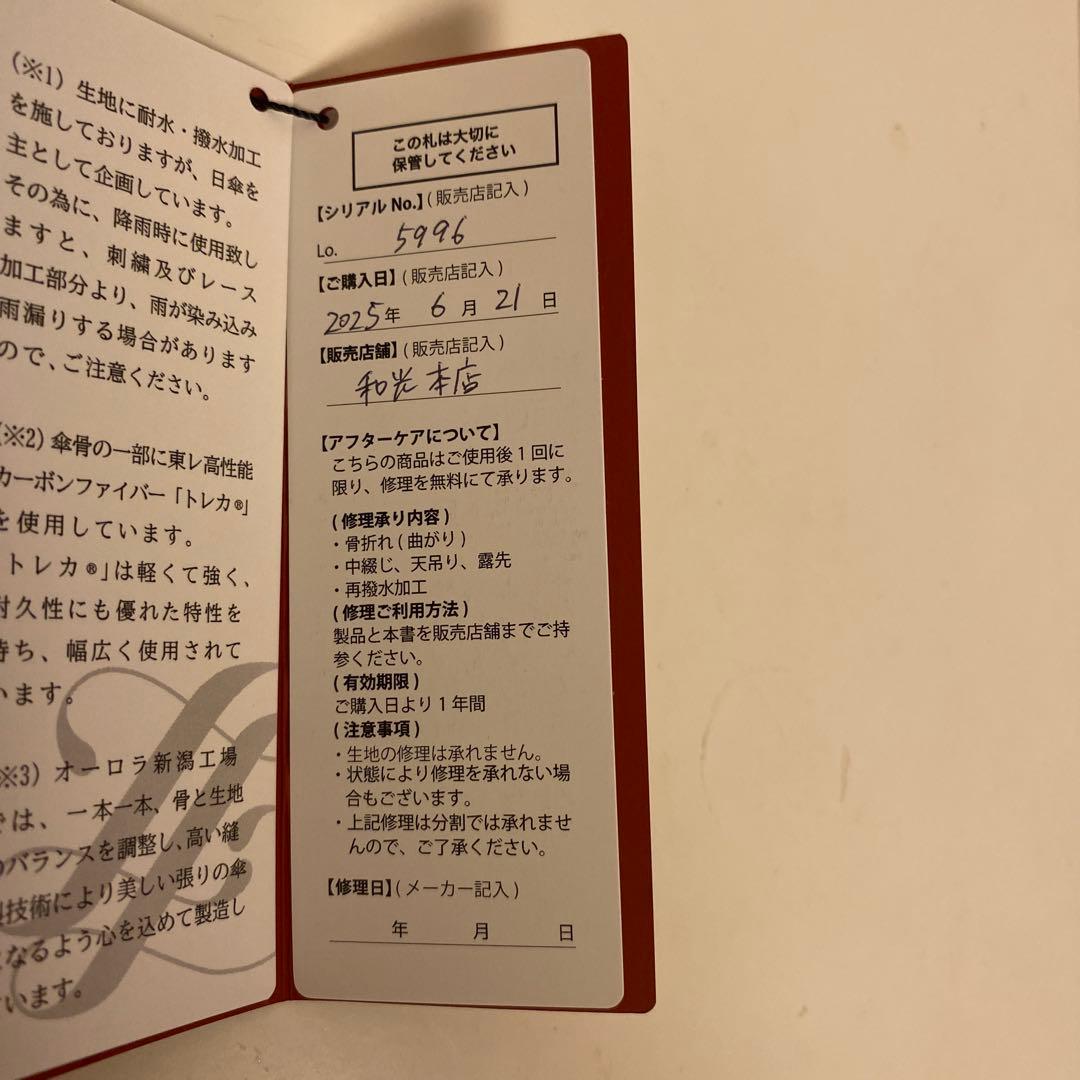 (※1) 生地に耐水・撥水加工
を施しておりますが、日傘を
主として企画しています。
その為に、降雨時に使用致し
ますと、刺繍及びレース
加工部分より、雨が染み込み
雨漏りする場合があります
ので、ご注意ください。
(※2) 傘骨の一部に東レ高性能
カーボンファイバー「トレカ®」
を使用しています。
「トレカ®」は軽くて強く、
耐久性にも優れた特性を
持ち、幅広く使用されて
います。
(※3) オーロラ新潟工場
では、一本一本、骨と生地
のバランスを調整し、高い縫
製技術により美しい張りの傘
となるよう心を込めて製造し
ています。
この札は大切に
保管してください
【シリアル No.】(販売店記入)
Lo. 5996
【ご購入日】(販売店記入)
2025年 6月 21日
【販売店舗】(販売店記入)
和光 本店
【アフターケアについて】
こちらの商品はご使用後1回に
限り、修理を無料にて承ります。
(修理承り内容)
・骨折れ(曲がり)
・中綴じ、天吊り、露先
・再撥水加工
(修理ご利用方法)
製品と本書を販売店舗までご持
参ください。
(有効期限)
ご購入日より1年間
(注意事項)
・生地の修理は承れません。
・状態により修理を承れない場
合もございます。
・上記修理は分割では承れませ
んので、ご了承ください。
【修理日】(メーカー記入)
年 月 日